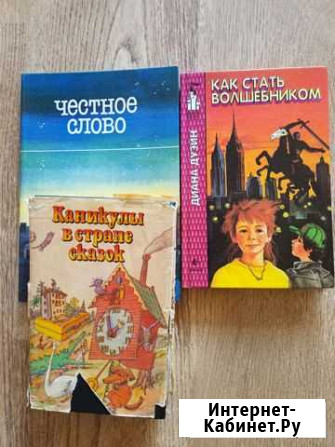 ЧЕСТНОЕ
СЛОВО
КАК СТАТЬ
ВОЛШЕБНИКОМ
ДИАНА ДУЭЙН
Каникулы
в стране
сказок
Интернет-
Кабинет.Ру